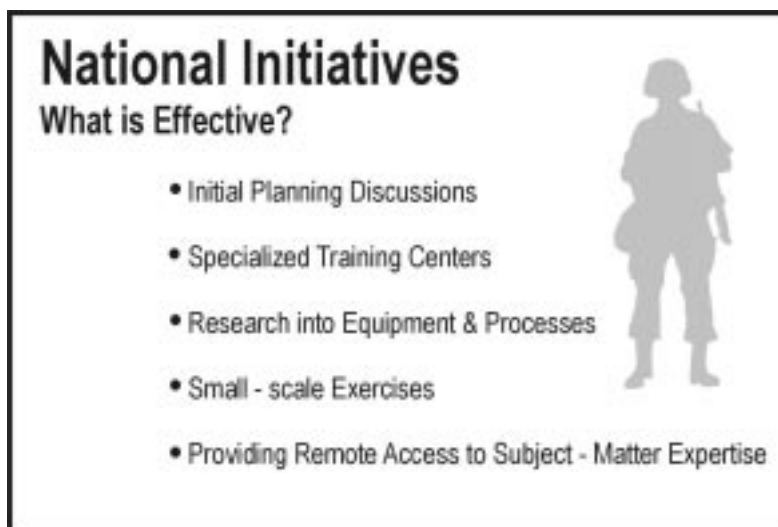 National Initiatives
What is Effective?
• Initial Planning Discussions
• Specialized Training Centers
• Research into Equipment & Processes
• Small - scale Exercises
• Providing Remote Access to Subject - Matter Expertise